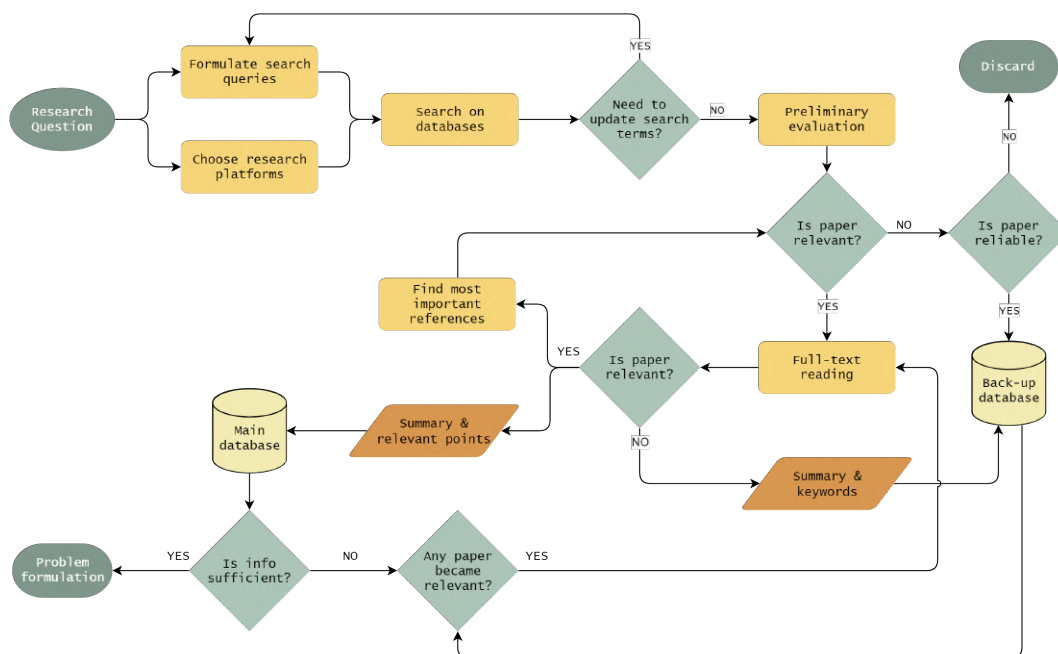 YES
Formulate search
queries
Discard
Research
Question
Search on
databases
Need to
update search
terms?
NO
Preliminary
evaluation
NO
Choose research
platforms
Is paper
relevant?
NO
Is paper
reliable?
Find most
important
references
YES
YES
Is paper
relevant?
YES
Full-text
reading
Back-up
database
Main
database
Summary &
relevant points
NO
Summary &
keywords
Problem
formulation
YES
Is info
sufficient?
NO
Any paper
became
relevant?
YES